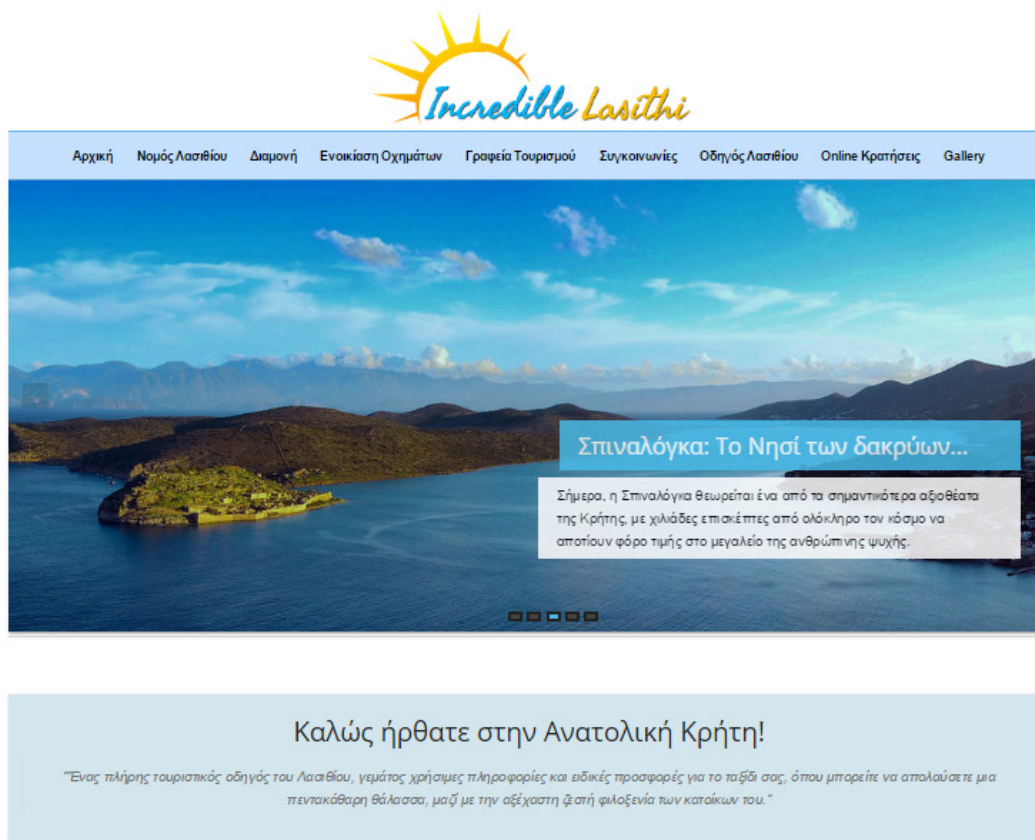 Incredible Lasithi
Αρχική Νομός Λασιθίου Διαμονή Ενοικίαση Οχημάτων Γραφεία Τουρισμού Συγκοινωνίες Οδηγός Λασιθίου Online Κρατήσεις Gallery
Σπιναλόγκα: Το Νησί των δακρύων...
Σήμερα, η Σπιναλόγκα θεωρείται ένα από τα σημαντικότερα αξιοθέατα
της Κρήτης, με χιλιάδες επισκέπτες από ολόκληρο τον κόσμο να
αποτίουν φόρο τιμής στο μεγαλείο της ανθρώπινης ψυχής.
Καλώς ήρθατε στην Ανατολική Κρήτη!
"Ένας πλήρης τουριστικός οδηγός του Λασιθίου, γεμάτος χρήσιμες πληροφορίες και ειδικές προσφορές για το ταξίδι σας, όπου μπορείτε να απολαύσετε μια
πεντακάθαρη θάλασσα, μαζί με την αξέχαστη ζεστή φιλοξενία των κατοίκων του."